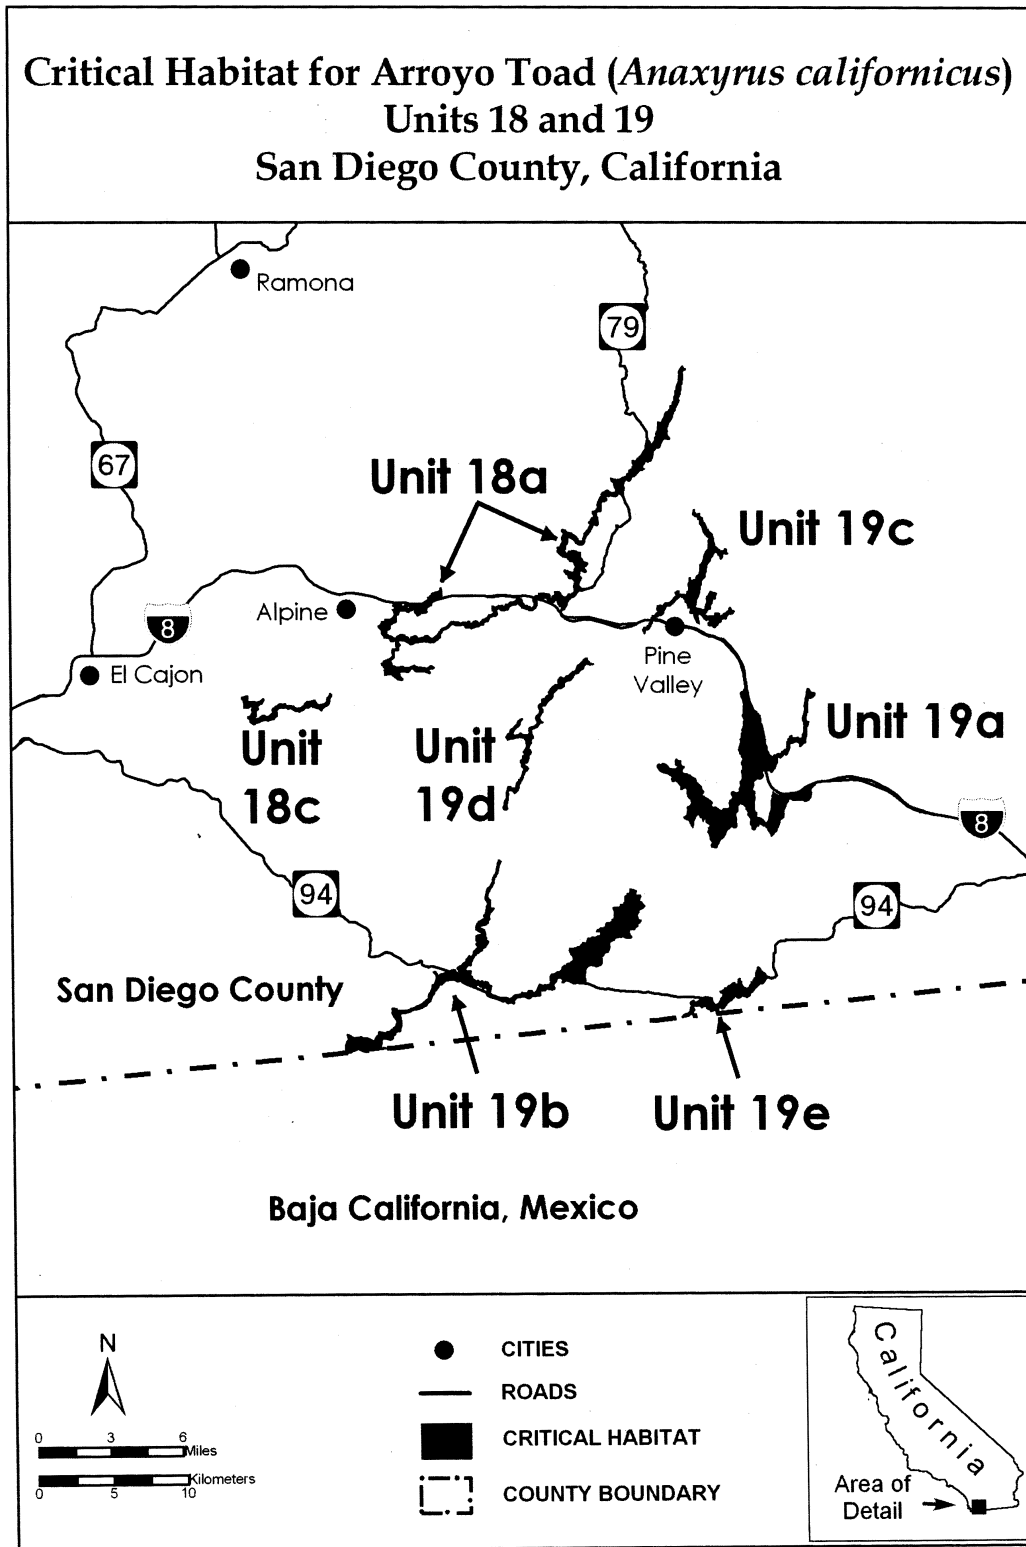 Critical Habitat for Arroyo Toad (Anaxyrus californicus)
Units 18 and 19
San Diego County, California
Ramona
79
67
Unit 18a
Unit 19c
Alpine
8
El Cajon
Pine
Valley
Unit
18c
Unit
19d
Unit 19a
8
94
94
San Diego County
Unit 19b
Unit 19e
Baja California, Mexico
N
0 3 6
Miles
Kilometers
0 5 10
CITIES
ROADS
CRITICAL HABITAT
COUNTY BOUNDARY
California
Area of
Detail